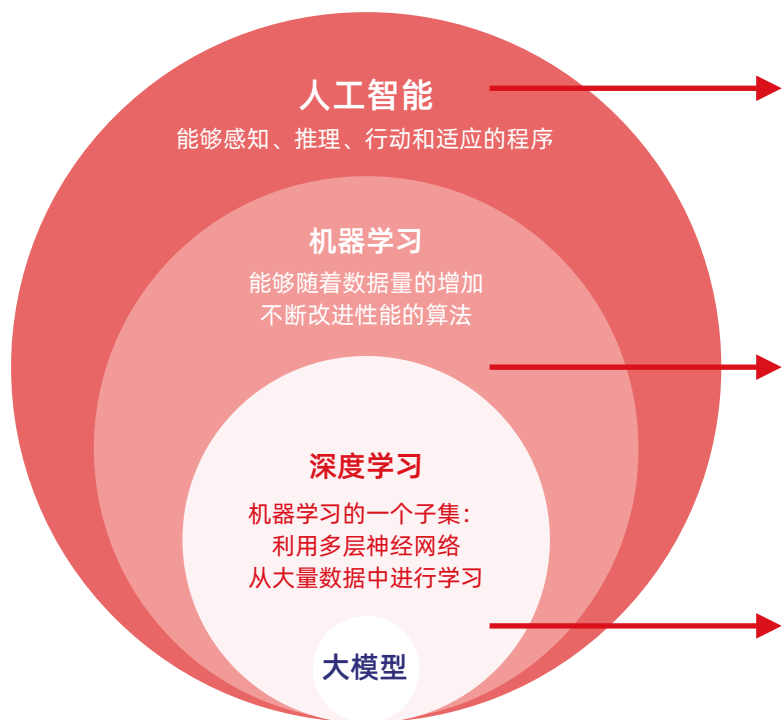 人工智能
能够感知、推理、行动和适应的程序
机器学习
能够随着数据量的增加
不断改进性能的算法
深度学习
机器学习的一个子集：
利用多层神经网络
从大量数据中进行学习
大模型